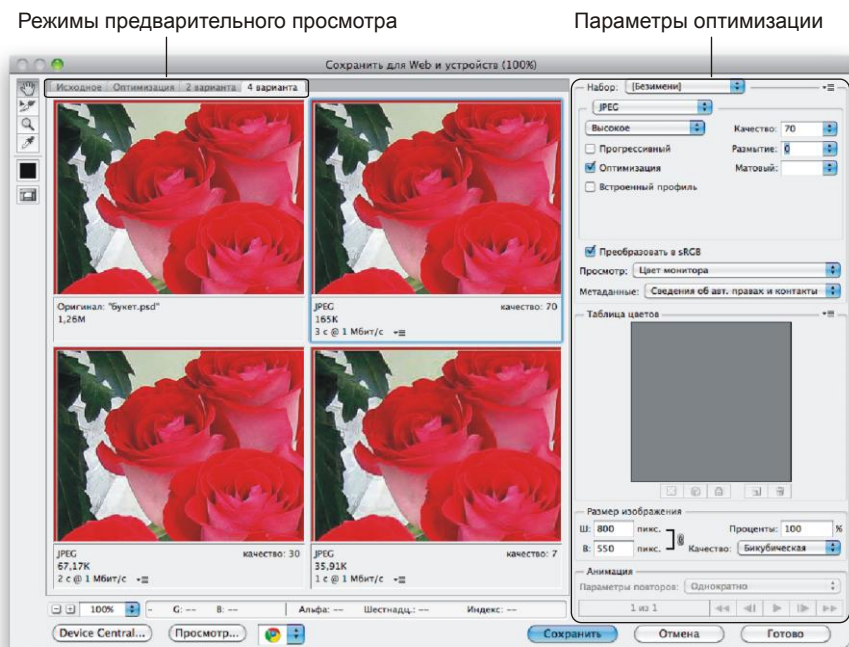 Режимы предварительного просмотра
Параметры оптимизации
Сохранить для Web и устройств (100%)
Исходное Оптимизация 2 варианта 4 варианта
Оригинал: "букет.psd"
1,26M
JPEG качество: 70
165K
3 с @ 1 Мбит/с
JPEG качество: 30
67,17K
2 с @ 1 Мбит/с
JPEG качество: 7
35,91K
1 с @ 1 Мбит/с
Набор: [Безимени]
JPEG
Высокое Качество: 70
Прогрессивный Размытие: 0
Оптимизация Матовый:
Встроенный профиль
Преобразовать в sRGB
Просмотр: Цвет монитора
Метаданные: Сведения об авт. правах и контакты
Таблица цветов
Размер изображения
Ш: 800 пикс. Проценты: 100 %
В: 550 пикс. Качество: Бикубическая
Анимация
Параметры повторов: Однократно
1 из 1
100% - G: -- B: -- Альфа: -- Шестнадц.: -- Индекс: --
Device Central... Просмотр... Сохранить Отмена Готово